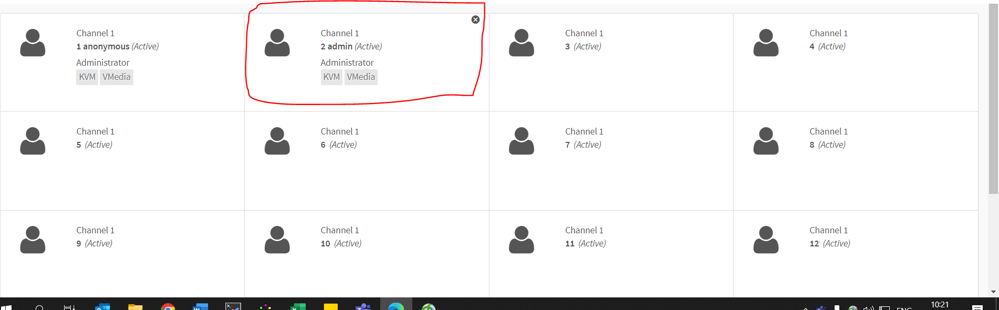 Channel 1
1 anonymous (Active)
Administrator
KVM VMedia
Channel 1
2 admin (Active)
Administrator
KVM VMedia
Channel 1
3 (Active)
Channel 1
4 (Active)
Channel 1
5 (Active)
Channel 1
6 (Active)
Channel 1
7 (Active)
Channel 1
8 (Active)
Channel 1
9 (Active)
Channel 1
10 (Active)
Channel 1
11 (Active)
Channel 1
12 (Active)
ENG
10:21